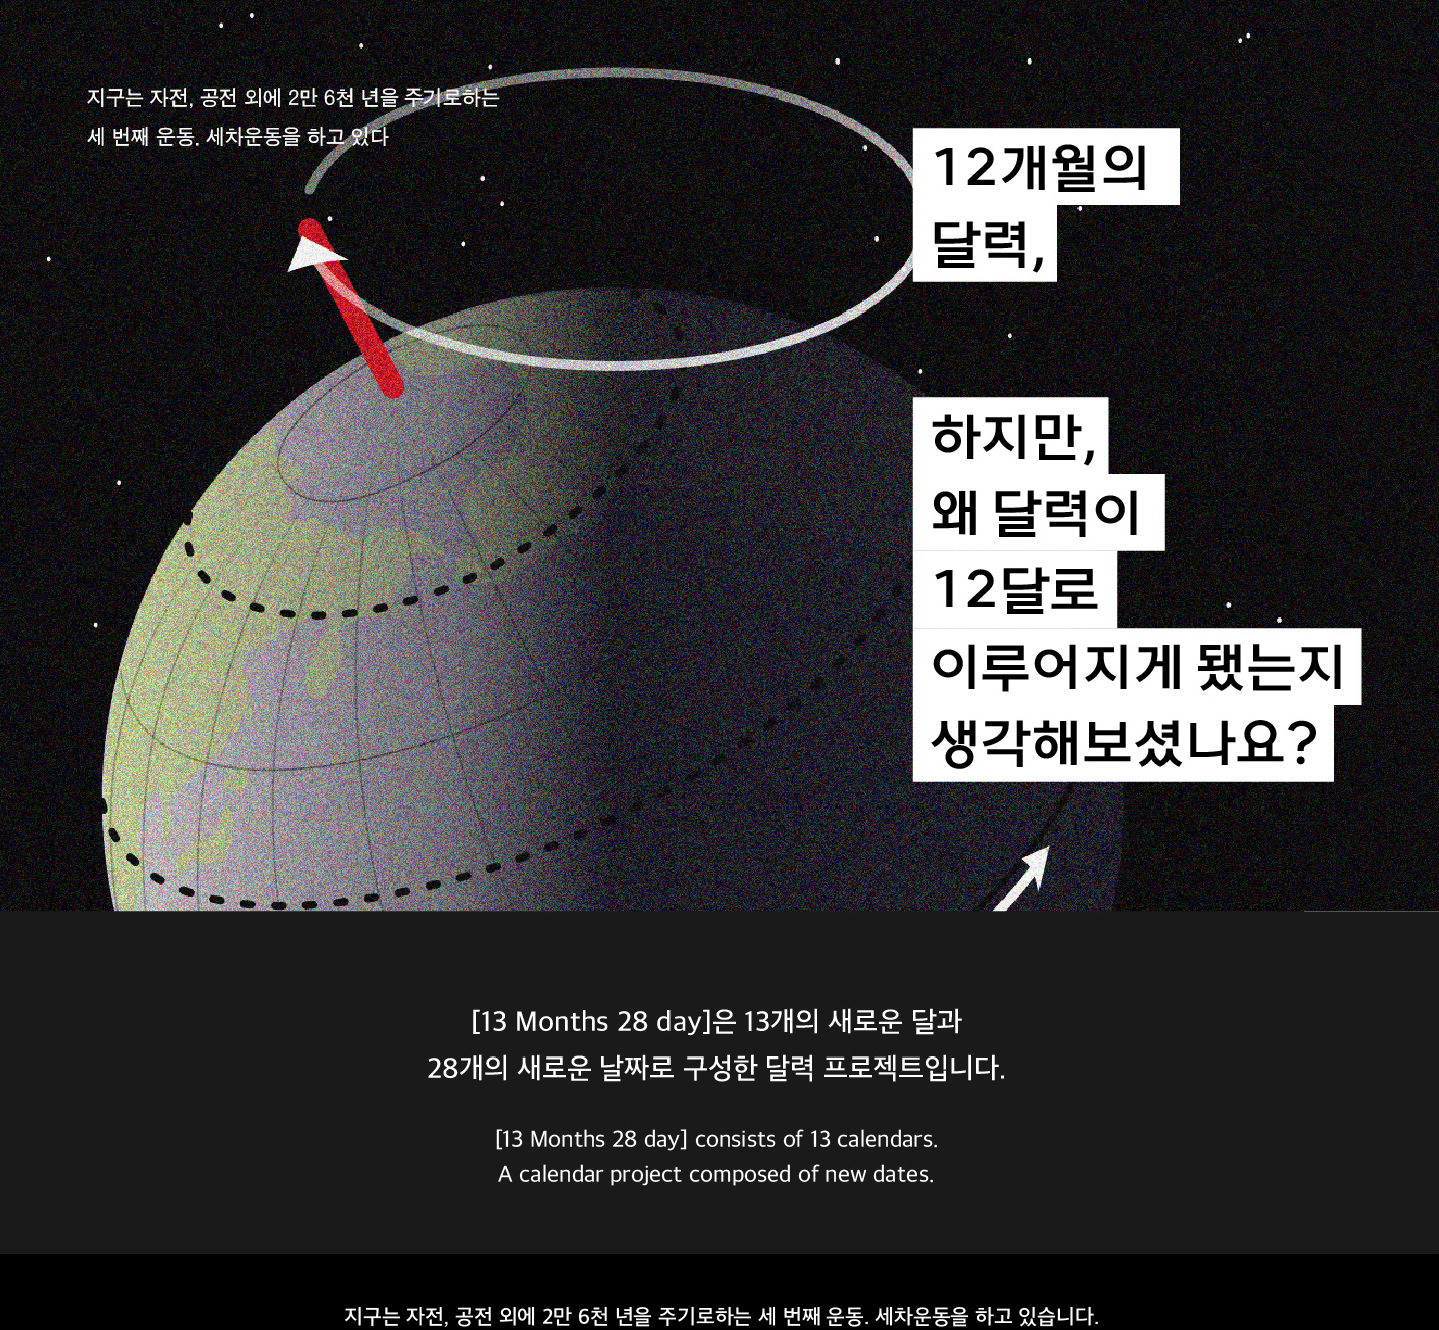 지구는 자전, 공전 외에 2만 6천 년을 주기로하는
세 번째 운동. 세차운동을 하고 있다
12개월의
달력,
하지만,
왜 달력이
12달로
이루어지게 됐는지
생각해보셨나요?
[13 Months 28 day]은 13개의 새로운 달과
28개의 새로운 날짜로 구성한 달력 프로젝트입니다.
[13 Months 28 day] consists of 13 calendars.
A calendar project composed of new dates.
지구는 자전, 공전 외에 2만 6천 년을 주기로하는 세 번째 운동. 세차운동을 하고 있습니다.